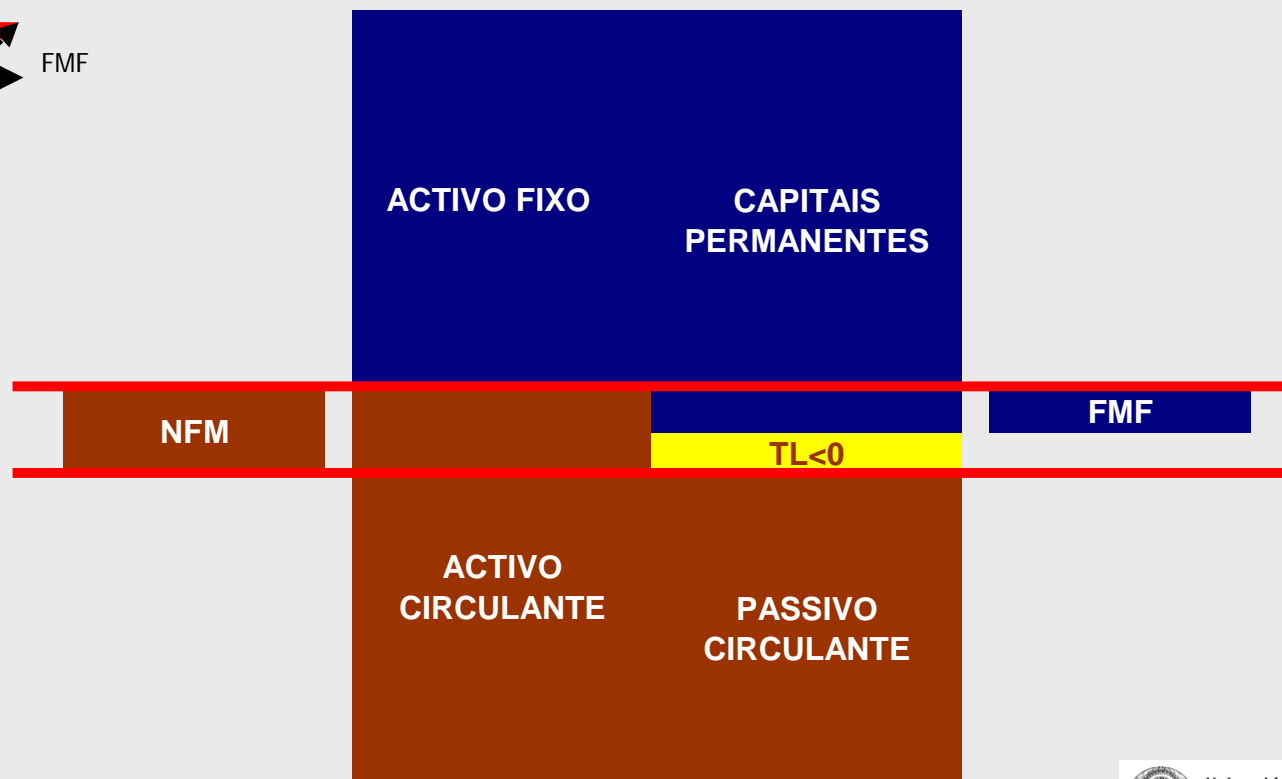 FMF
ACTIVO FIXO
CAPITAIS
PERMANENTES
NFM
FMF
TL<0
ACTIVO
CIRCULANTE
PASSIVO
CIRCULANTE